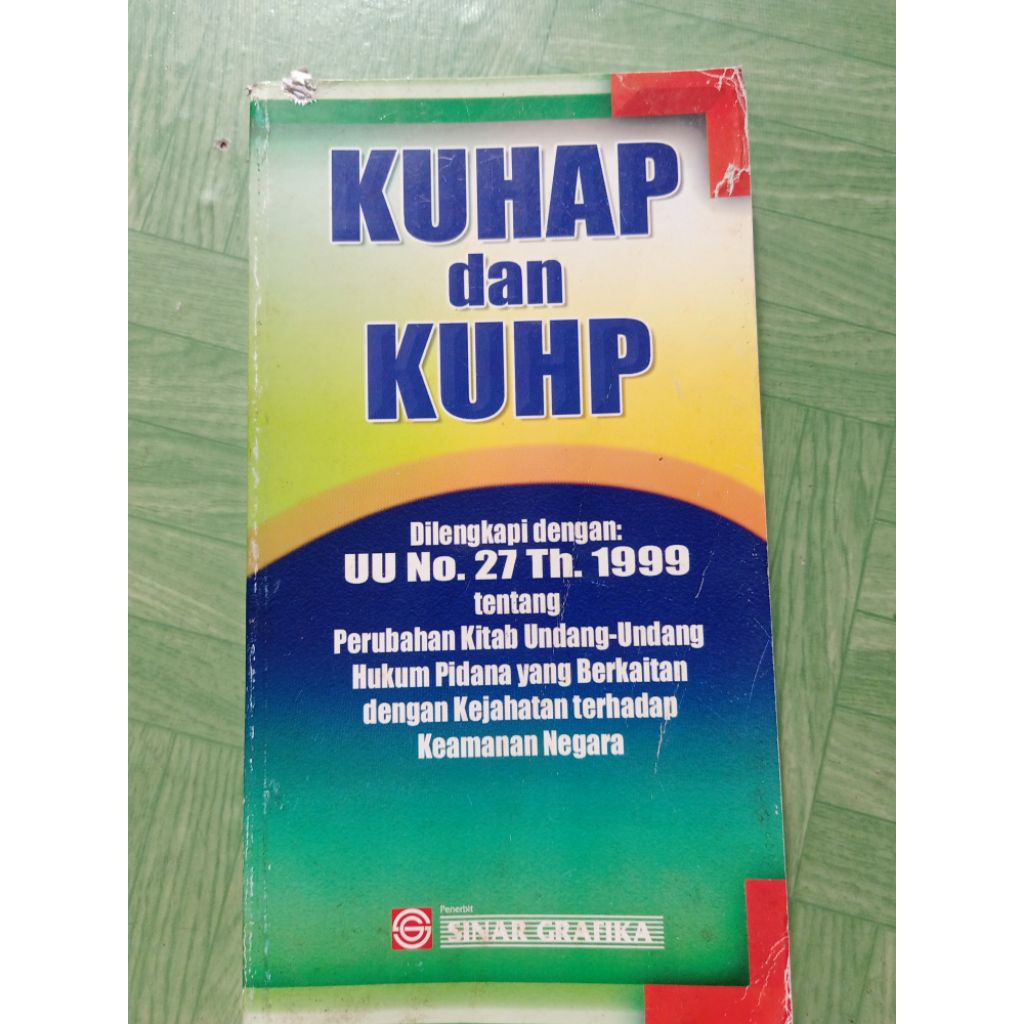 KUHAP
dan
KUHP
Dilengkapi dengan:
UU No. 27 Th. 1999
tentang
Perubahan Kitab Undang-Undang
Hukum Pidana yang Berkaitan
dengan Kejahatan terhadap
Keamanan Negara
Penerbit
SINAR GRAFIKA